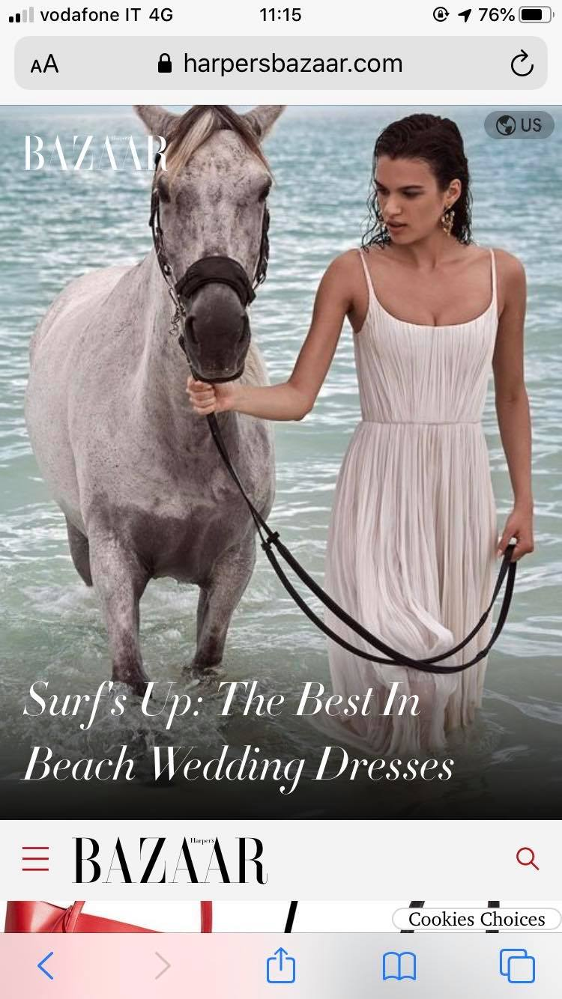 vodafone IT 4G 11:15 76%
AA harpersbazaar.com
BAZAAR
US
Surf's Up: The Best In
Beach Wedding Dresses
Harper's
BAZAAR
Cookies Choices